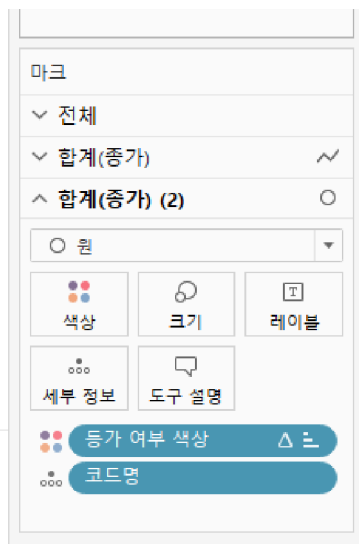 마크
전체
합계(종가)
합계(종가) (2)
원
색상
크기
T
레이블
세부 정보
도구 설명
등가 여부 색상
코드명